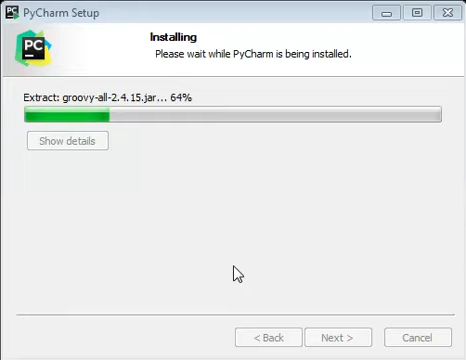 PC PyCharm Setup
PC
Installing
Please wait while PyCharm is being installed.
Extract: groovy-all-2.4.15.jar... 64%
Show details
< Back
Next >
Cancel